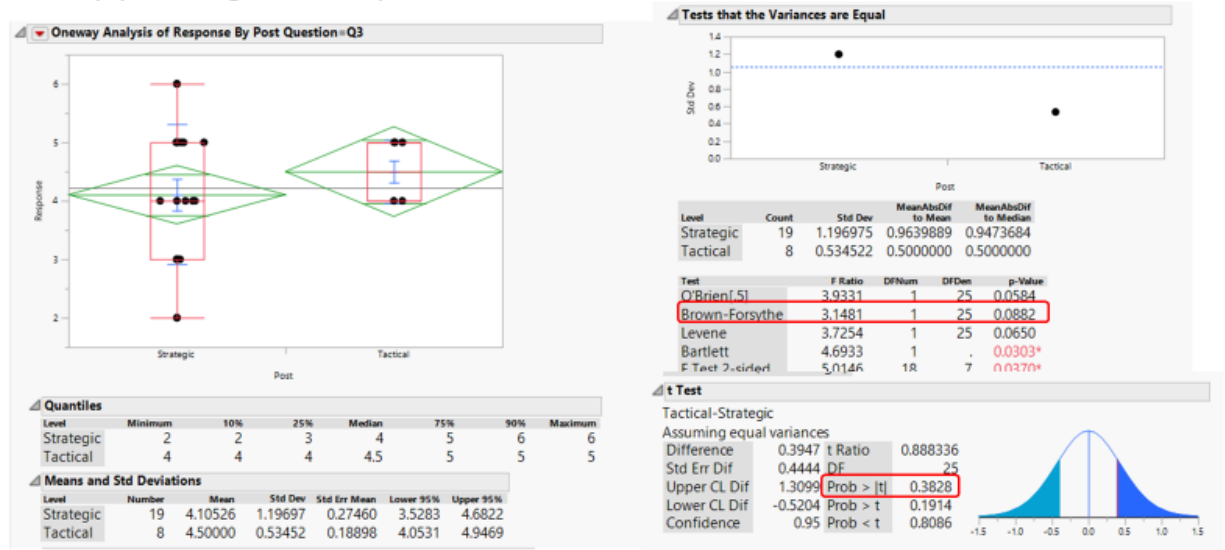 Oneway Analysis of Response By Post Question=Q3
6
5
4
3
2
Response
Strategic Tactical
Post
Quantiles
Level Minimum 10% 25% Median 75% 90% Maximum
Strategic 2 2 3 4 5 6 6
Tactical 4 4 4 4.5 5 5 5
Means and Std Deviations
Level Number Mean Std Dev Std Err Mean Lower 95% Upper 95%
Strategic 19 4.10526 1.19697 0.27460 3.5283 4.6822
Tactical 8 4.50000 0.53452 0.18898 4.0531 4.9469
Tests that the Variances are Equal
1.4
1.2
1.0
0.8
0.6
0.4
0.2
0.0
Std Dev
Strategic Tactical
Post
Level Count Std Dev MeanAbsDif to Mean MeanAbsDif to Median
Strategic 19 1.196975 0.9639889 0.9473684
Tactical 8 0.534522 0.5000000 0.5000000
Test F Ratio DFNum DFDen p-Value
O'Brien[.5] 3.9331 1 25 0.0584
Brown-Forsythe 3.1481 1 25 0.0882
Levene 3.7254 1 25 0.0650
Bartlett 4.6933 1 . 0.0303*
F Test 2-sided 5.0146 18 7 0.0370*
t Test
Tactical-Strategic
Assuming equal variances
Difference 0.3947 t Ratio 0.888336
Std Err Dif 0.4444 DF 25
Upper CL Dif 1.3099 Prob > |t| 0.3828
Lower CL Dif -0.5204 Prob > t 0.1914
Confidence 0.95 Prob < t 0.8086
-1.5 -1.0 -0.5 0.0 0.5 1.0 1.5